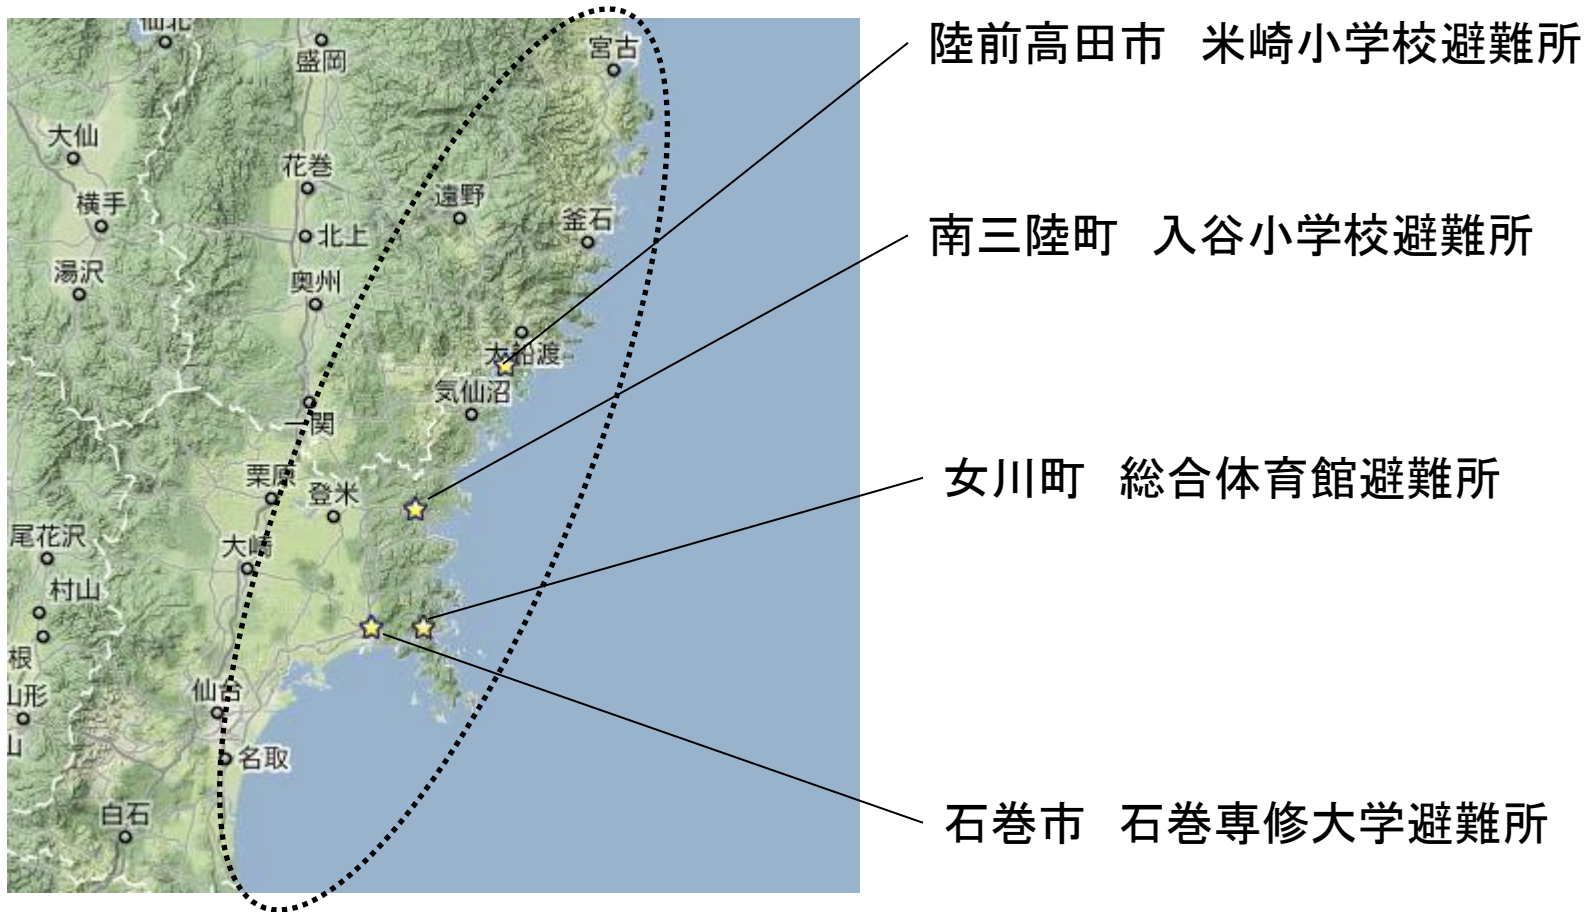 仙北
盛岡
宮古
大仙
花巻
横手
遠野
北上
釜石
湯沢
奥州
大船渡
気仙沼
一関
栗原
登米
尾花沢
大崎
村山
根
仙台
山形
名取
山
白石
陸前高田市 米崎小学校避難所
南三陸町 入谷小学校避難所
女川町 総合体育館避難所
石巻市 石巻専修大学避難所